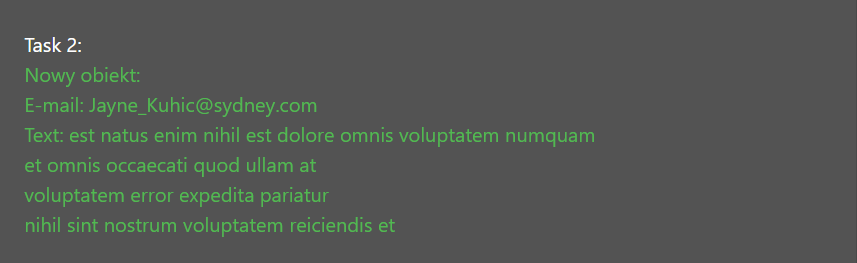 Task 2:
Nowy obiekt:
E-mail: Jayne_Kuhic@sydney.com
Text: est natus enim nihil est dolore omnis voluptatem numquam
et omnis occaecati quod ullam at
voluptatem error expedita pariatur
nihil sint nostrum voluptatem reiciendis et